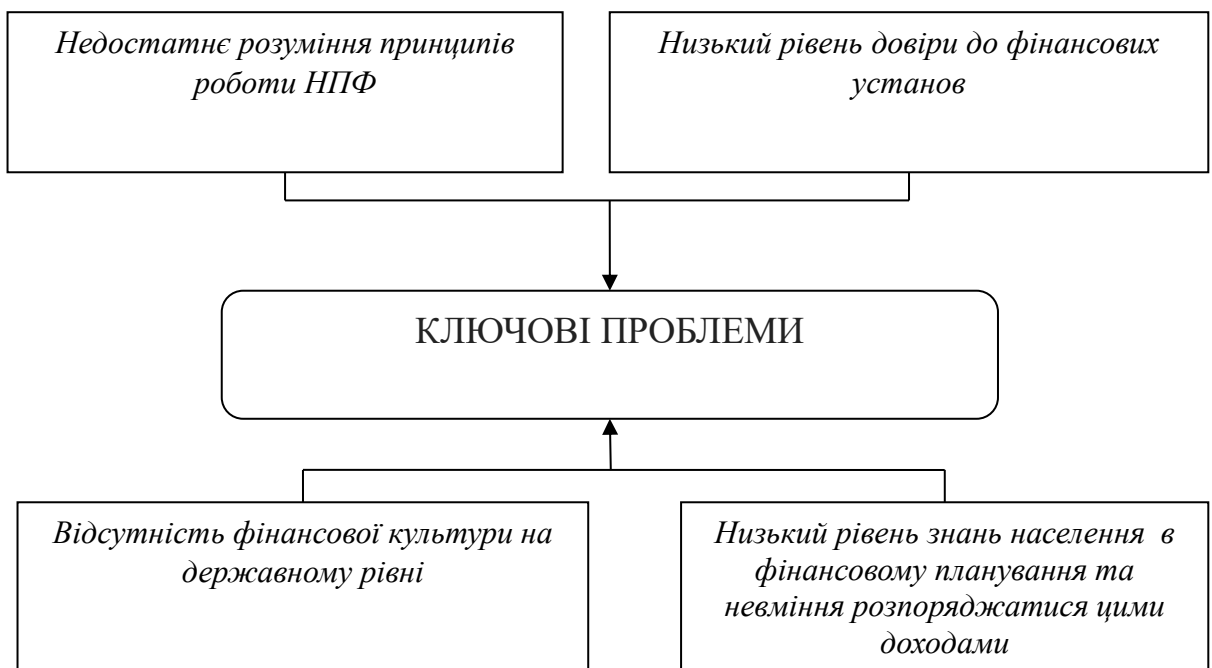 Недостатнє розуміння принципів
роботи НПФ
Низький рівень довіри до фінансових
установ
КЛЮЧОВІ ПРОБЛЕМИ
Відсутність фінансової культури на
державному рівні
Низький рівень знань населення в
фінансовому планування та
невміння розпоряджатися цими
доходами